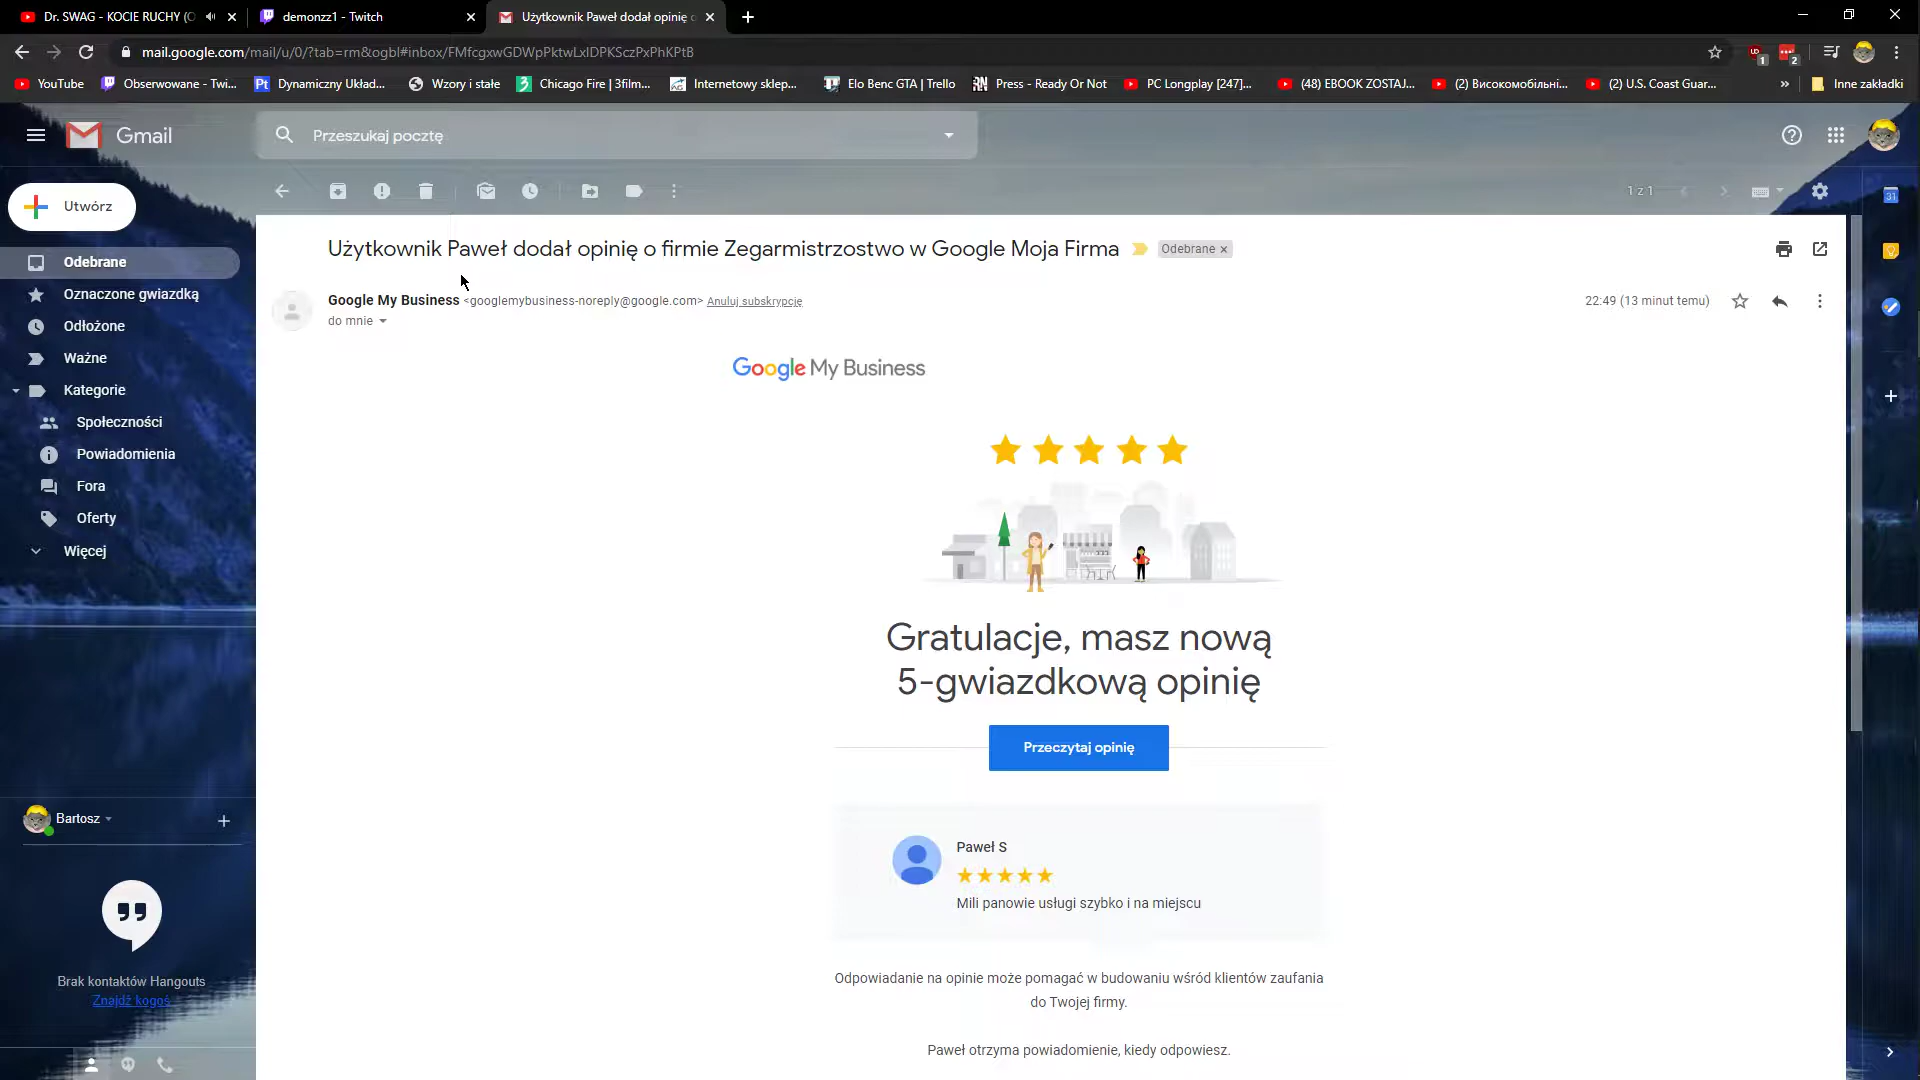 Dr. SWAG - KOCIE RUCHY (O
demonzz1 - Twitch
Użytkownik Paweł dodał opinię o
mail.google.com/mail/u/0/?tab=rm&ogbl#inbox/FMfcgxwGDWpPktwLxlDPKSczPxPhKPtB
1
2
YouTube
Obserwowane - Twi...
Dynamiczny Układ...
Wzory i stałe
Chicago Fire | 3film...
Internetowy sklep...
Elo Benc GTA | Trello
Press - Ready Or Not
PC Longplay [247]...
(48) EBOOK ZOSTAJ...
(2) Високомобільні...
(2) U.S. Coast Guar...
»
Inne zakładki
Gmail
Przeszukaj pocztę
1 z 1
Utwórz
31
Użytkownik Paweł dodał opinię o firmie Zegarmistrzostwo w Google Moja Firma
Odebrane x
Odebrane
Oznaczone gwiazdką
Odłożone
Ważne
Kategorie
Społeczności
Powiadomienia
Fora
Oferty
Więcej
Google My Business <googlemybusiness-noreply@google.com> Anuluj subskrypcję
22:49 (13 minut temu)
do mnie
Google My Business
Gratulacje, masz nową
5-gwiazdkową opinię
Przeczytaj opinię
Paweł S
Mili panowie usługi szybko i na miejscu
Odpowiadanie na opinie może pomagać w budowaniu wśród klientów zaufania
do Twojej firmy.
Paweł otrzyma powiadomienie, kiedy odpowiesz.
Bartosz
Brak kontaktów Hangouts
Znajdź kogoś